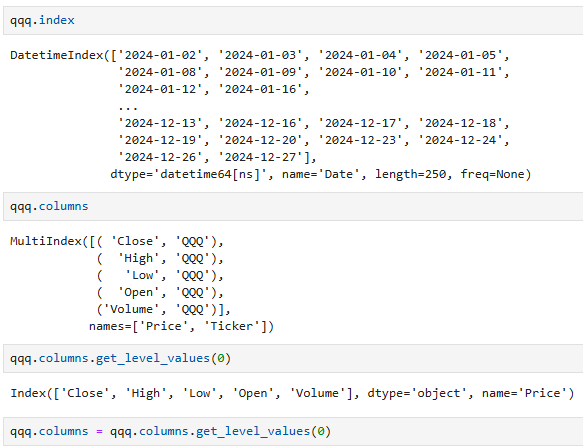 qqq.index
DatetimeIndex(['2024-01-02', '2024-01-03', '2024-01-04', '2024-01-05',
               '2024-01-08', '2024-01-09', '2024-01-10', '2024-01-11',
               '2024-01-12', '2024-01-16',
               ...
               '2024-12-13', '2024-12-16', '2024-12-17', '2024-12-18',
               '2024-12-19', '2024-12-20', '2024-12-23', '2024-12-24',
               '2024-12-26', '2024-12-27'],
              dtype='datetime64[ns]', name='Date', length=250, freq=None)
qqq.columns
MultiIndex([( 'Close', 'QQQ'),
            (  'High', 'QQQ'),
            (   'Low', 'QQQ'),
            (  'Open', 'QQQ'),
            ('Volume', 'QQQ')],
           names=['Price', 'Ticker'])
qqq.columns.get_level_values(0)
Index(['Close', 'High', 'Low', 'Open', 'Volume'], dtype='object', name='Price')
qqq.columns = qqq.columns.get_level_values(0)